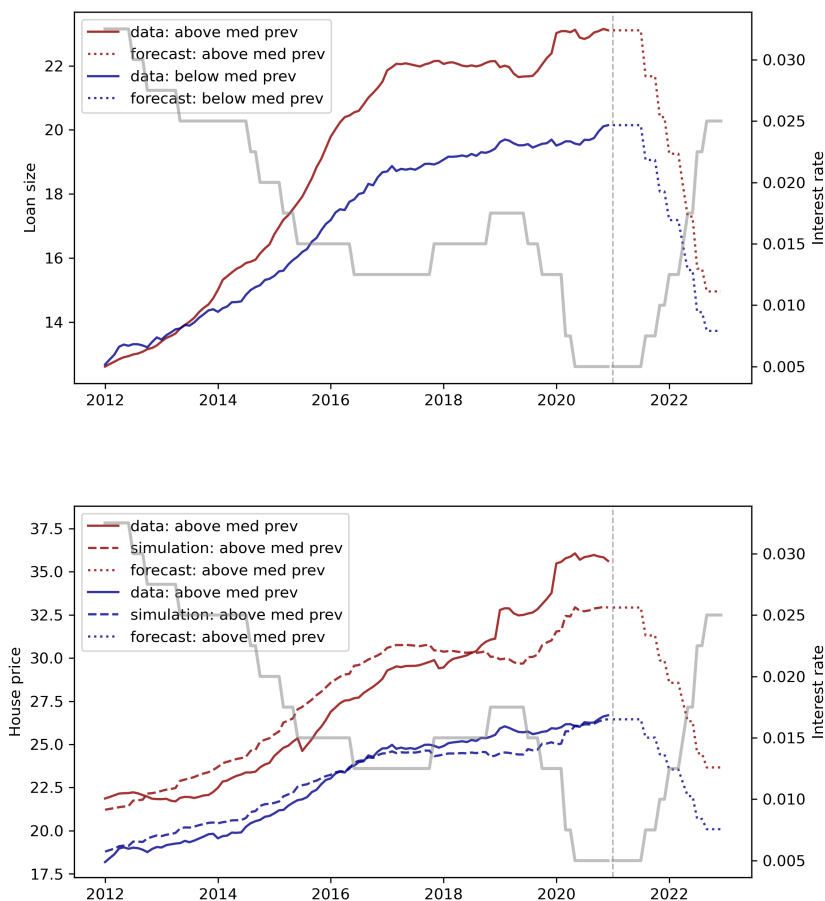 data: above med prev
forecast: above med prev
data: below med prev
forecast: below med prev
22
20
18
16
14
Loan size
0.030
0.025
0.020
0.015
0.010
0.005
Interest rate
2012 2014 2016 2018 2020 2022
data: above med prev
simulation: above med prev
forecast: above med prev
data: above med prev
simulation: above med prev
forecast: above med prev
37.5
35.0
32.5
30.0
27.5
25.0
22.5
20.0
17.5
House price
0.030
0.025
0.020
0.015
0.010
0.005
Interest rate
2012 2014 2016 2018 2020 2022